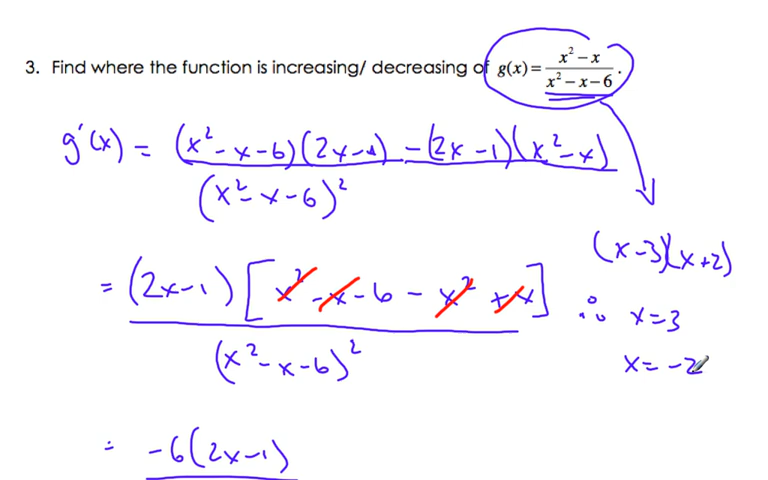 3. Find where the function is increasing/ decreasing of g(x)= x² − x / x² − x − 6 .
g'(x) = (x² - x - 6)(2x - 1) - (2x - 1)(x² - x)
(x² - x - 6)²
(x-3)(x+2)
= (2x - 1) [x² - x - 6 - x² + x]
∴ x = 3
(x² - x - 6)²
x = -2
= -6(2x - 1)